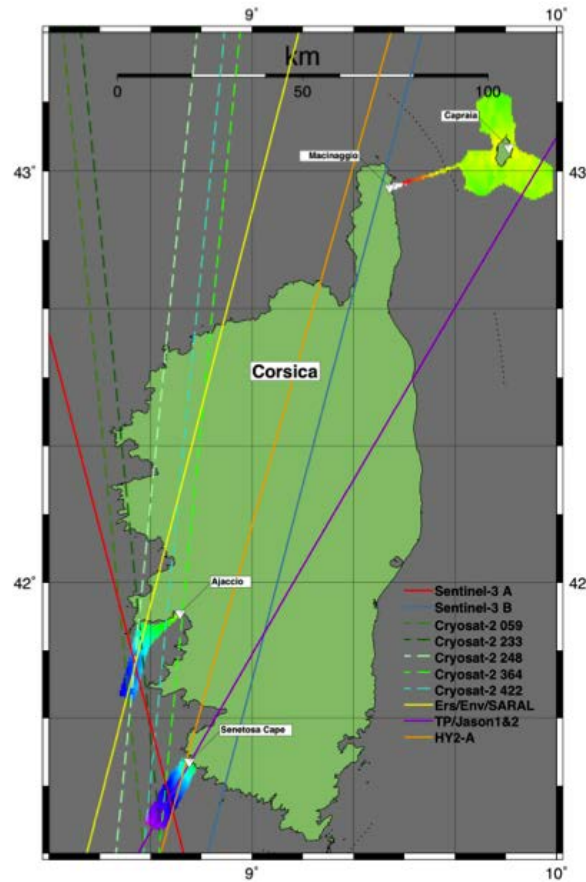 9°
10°
km
0
50
100
Capraia
Macinaggio
43°
43°
Corsica
42°
42°
Ajaccio
Sentinel-3 A
Sentinel-3 B
Cryosat-2 059
Cryosat-2 233
Cryosat-2 248
Cryosat-2 364
Cryosat-2 422
Ers/Env/SARAL
TP/Jason1&2
HY2-A
Senetosa Cape
9°
10°